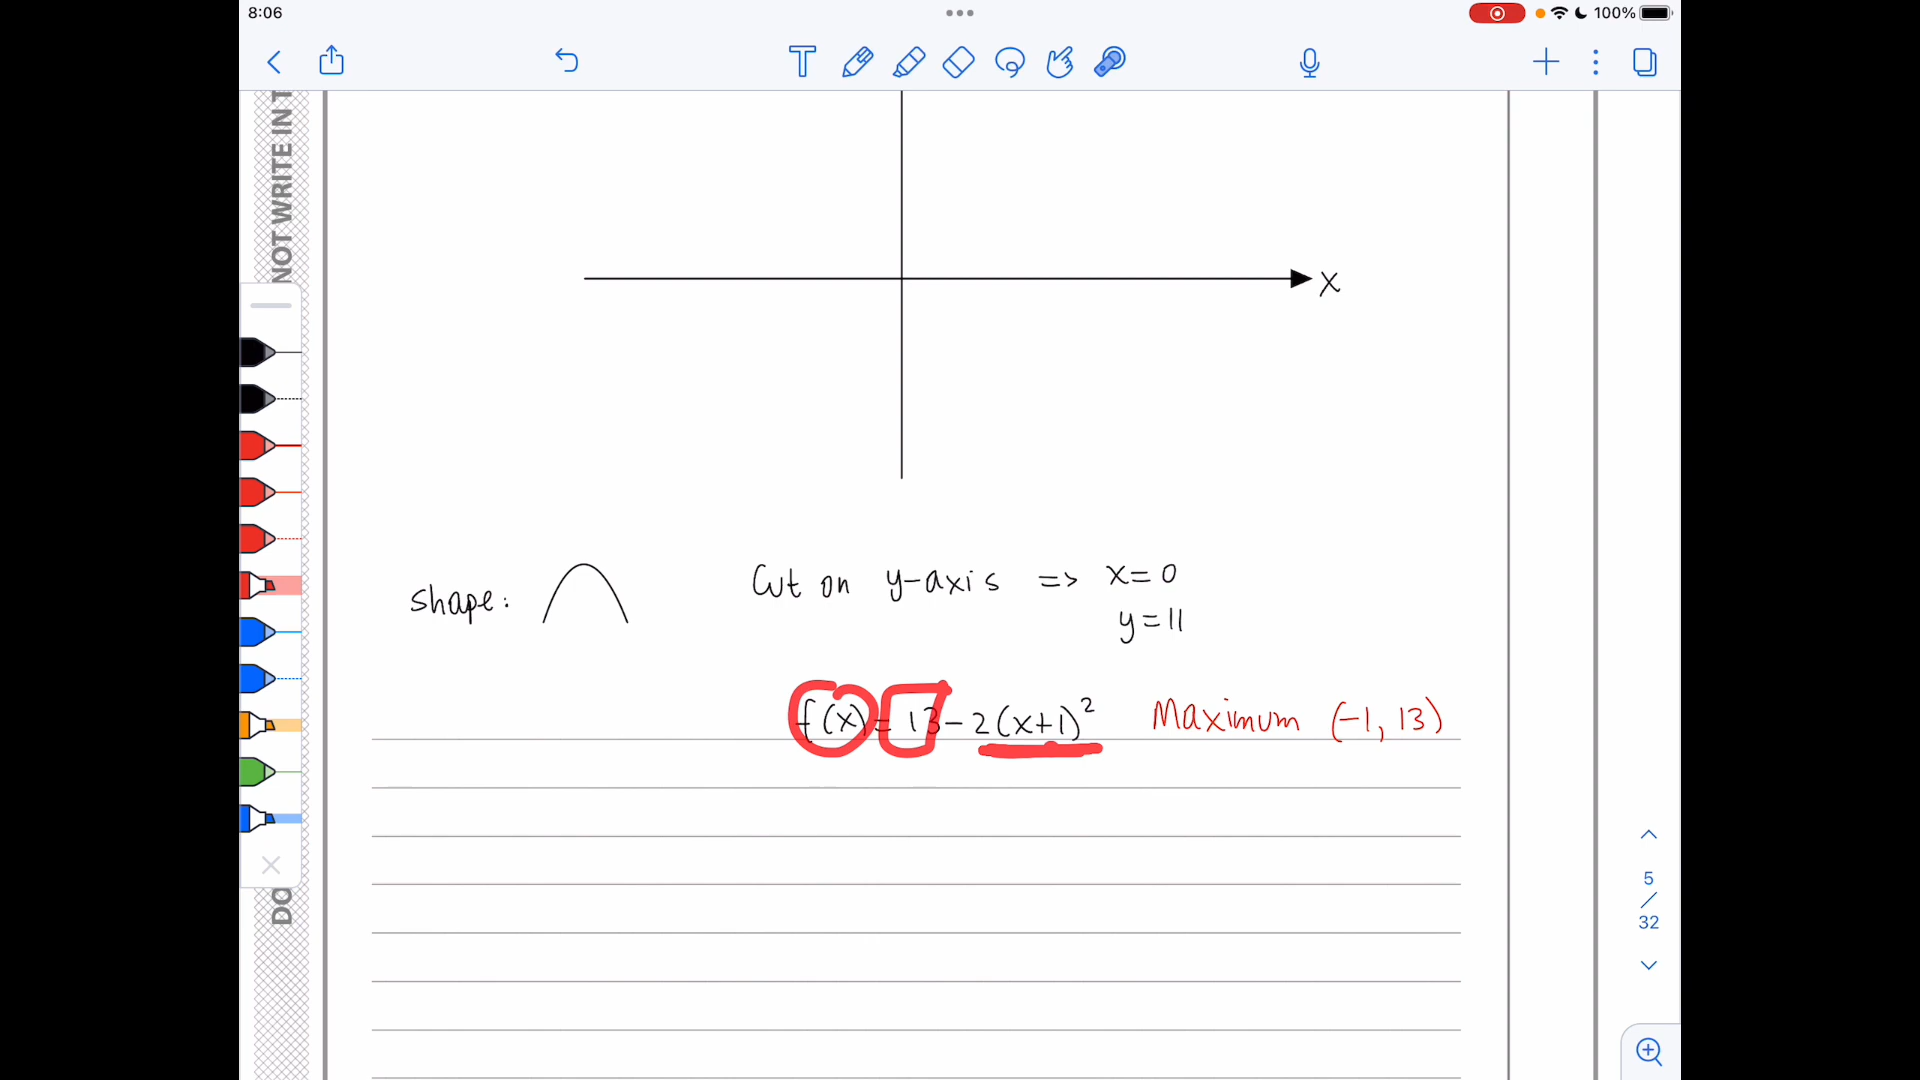 8:06
100%
NOT WRITE IN T
X
shape:
Cut on y-axis => x=0
y=11
f(x)=13-2(x+1)² Maximum (-1,13)
DO
5
/
32